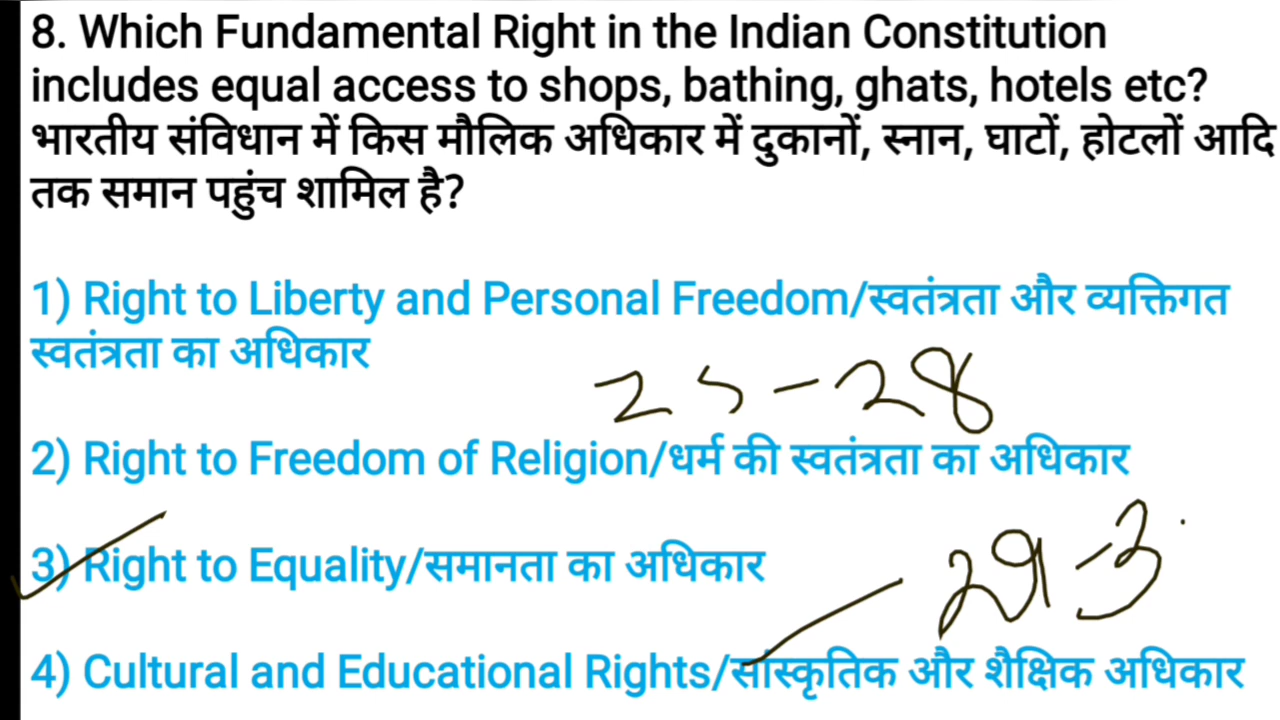 8. Which Fundamental Right in the Indian Constitution
includes equal access to shops, bathing, ghats, hotels etc?
भारतीय संविधान में किस मौलिक अधिकार में दुकानों, स्नान, घाटों, होटलों आदि
तक समान पहुंच शामिल है?
1) Right to Liberty and Personal Freedom/स्वतंत्रता और व्यक्तिगत
स्वतंत्रता का अधिकार
25-28
2) Right to Freedom of Religion/धर्म की स्वतंत्रता का अधिकार
3) Right to Equality/समानता का अधिकार
29-3
4) Cultural and Educational Rights/सांस्कृतिक और शैक्षिक अधिकार